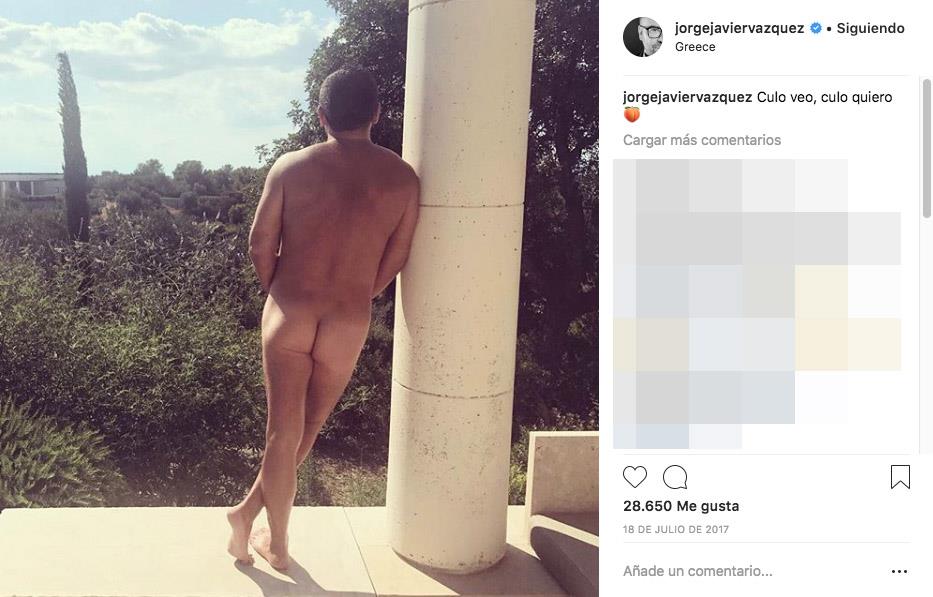 jorgejaviervazquez • Siguiendo
Greece
jorgejaviervazquez Culo veo, culo quiero
🍑
Cargar más comentarios
28.650 Me gusta
18 DE JULIO DE 2017
Añade un comentario...